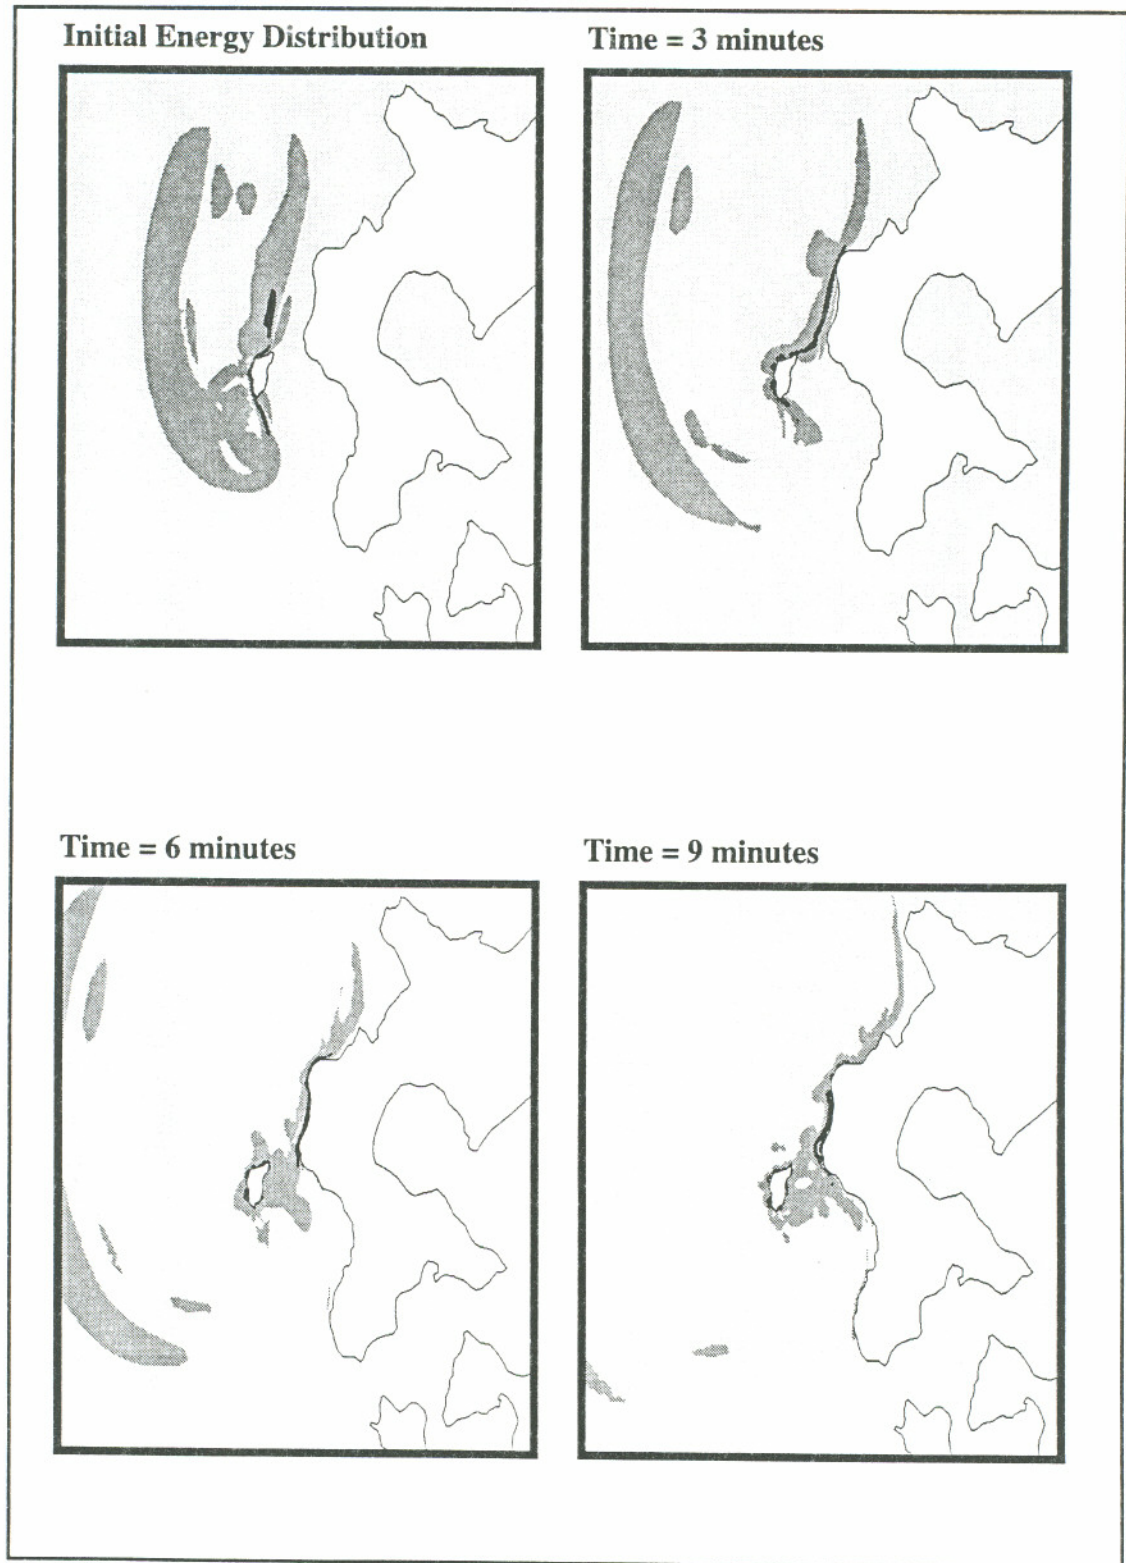 Initial Energy Distribution
Time = 3 minutes
Time = 6 minutes
Time = 9 minutes